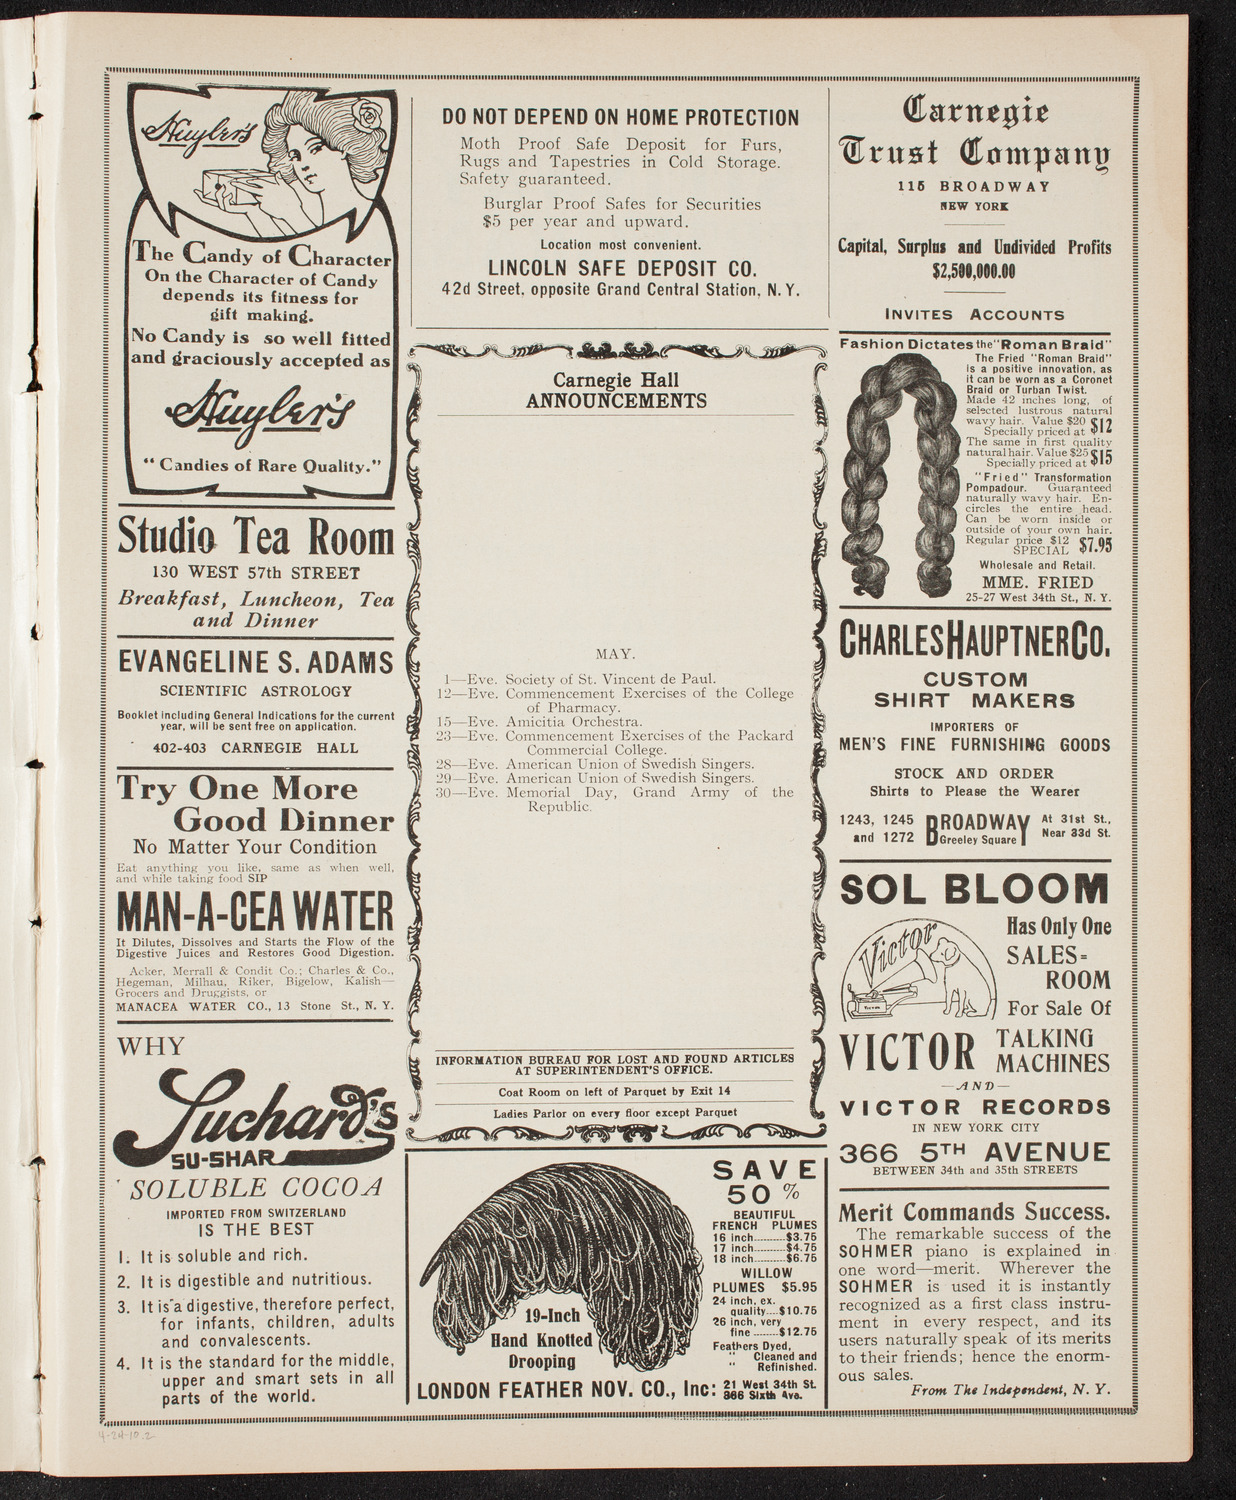 Huyler's
The Candy of Character
On the Character of Candy
depends its fitness for
gift making.
No Candy is so well fitted
and graciously accepted as
Huyler's
"Candies of Rare Quality."
Studio Tea Room
130 WEST 57th STREET
Breakfast, Luncheon, Tea
and Dinner
EVANGELINE S. ADAMS
SCIENTIFIC ASTROLOGY
Booklet including General Indications for the current
year, will be sent free on application.
402-403 CARNEGIE HALL
Try One More
Good Dinner
No Matter Your Condition
Eat anything you like, same as when well,
and while taking food SIP
MAN-A-CEA WATER
It Dilutes, Dissolves and Starts the Flow of the
Digestive Juices and Restores Good Digestion.
Acker, Merrall & Condit Co.; Charles & Co.,
Hegeman, Milhau, Riker, Bigelow, Kalish—
Grocers and Druggists, or
MANACEA WATER CO., 13 Stone St., N. Y.
WHY
Suchard's
SU-SHAR
SOLUBLE COCOA
IMPORTED FROM SWITZERLAND
IS THE BEST
1. It is soluble and rich.
2. It is digestible and nutritious.
3. It is a digestive, therefore perfect,
for infants, children, adults
and convalescents.
4. It is the standard for the middle,
upper and smart sets in all
parts of the world.
4-24-10.2
DO NOT DEPEND ON HOME PROTECTION
Moth Proof Safe Deposit for Furs,
Rugs and Tapestries in Cold Storage.
Safety guaranteed.
Burglar Proof Safes for Securities
$5 per year and upward.
Location most convenient.
LINCOLN SAFE DEPOSIT CO.
42d Street, opposite Grand Central Station, N. Y.
Carnegie Hall
ANNOUNCEMENTS
MAY.
1—Eve. Society of St. Vincent de Paul.
12—Eve. Commencement Exercises of the College
of Pharmacy.
15—Eve. Amicitia Orchestra.
23—Eve. Commencement Exercises of the Packard
Commercial College.
28—Eve. American Union of Swedish Singers.
29—Eve. American Union of Swedish Singers.
30—Eve. Memorial Day, Grand Army of the
Republic.
INFORMATION BUREAU FOR LOST AND FOUND ARTICLES
AT SUPERINTENDENT'S OFFICE.
Coat Room on left of Parquet by Exit 14
Ladies Parlor on every floor except Parquet
19-Inch
Hand Knotted
Drooping
SAVE
50 %
BEAUTIFUL
FRENCH PLUMES
16 inch..........$3.75
17 inch..........$4.75
18 inch..........$6.75
WILLOW
PLUMES $5.95
24 inch, ex.
quality....$10.75
26 inch, very
fine ........$12.75
Feathers Dyed,
" Cleaned and
" Refinished.
LONDON FEATHER NOV. CO., Inc: 21 West 34th St.
366 Sixth Ave.
Carnegie
Trust Company
115 BROADWAY
NEW YORK
Capital, Surplus and Undivided Profits
$2,500,000.00
INVITES ACCOUNTS
Fashion Dictates the "Roman Braid"
The Fried "Roman Braid"
is a positive innovation, as
it can be worn as a Coronet
Braid or Turban Twist.
Made 42 inches long, of
selected lustrous natural
wavy hair. Value $20
Specially priced at $12
The same in first quality
natural hair. Value $25
Specially priced at $15
"Fried" Transformation
Pompadour. Guaranteed
naturally wavy hair. En-
circles the entire head.
Can be worn inside or
outside of your own hair.
Regular price $12
SPECIAL $7.95
Wholesale and Retail.
MME. FRIED
25-27 West 34th St., N. Y.
CHARLES HAUPTNER CO.
CUSTOM
SHIRT MAKERS
IMPORTERS OF
MEN'S FINE FURNISHING GOODS
STOCK AND ORDER
Shirts to Please the Wearer
1243, 1245 and 1272 BROADWAY Greeley Square At 31st St., Near 33d St.
SOL BLOOM
Victor
Has Only One
SALES=
ROOM
For Sale Of
VICTOR TALKING
MACHINES
—AND—
VICTOR RECORDS
IN NEW YORK CITY
366 5TH AVENUE
BETWEEN 34th and 35th STREETS
Merit Commands Success.
The remarkable success of the
SOHMER piano is explained in
one word—merit. Wherever the
SOHMER is used it is instantly
recognized as a first class instru-
ment in every respect, and its
users naturally speak of its merits
to their friends; hence the enorm-
ous sales.
From The Independent, N. Y.